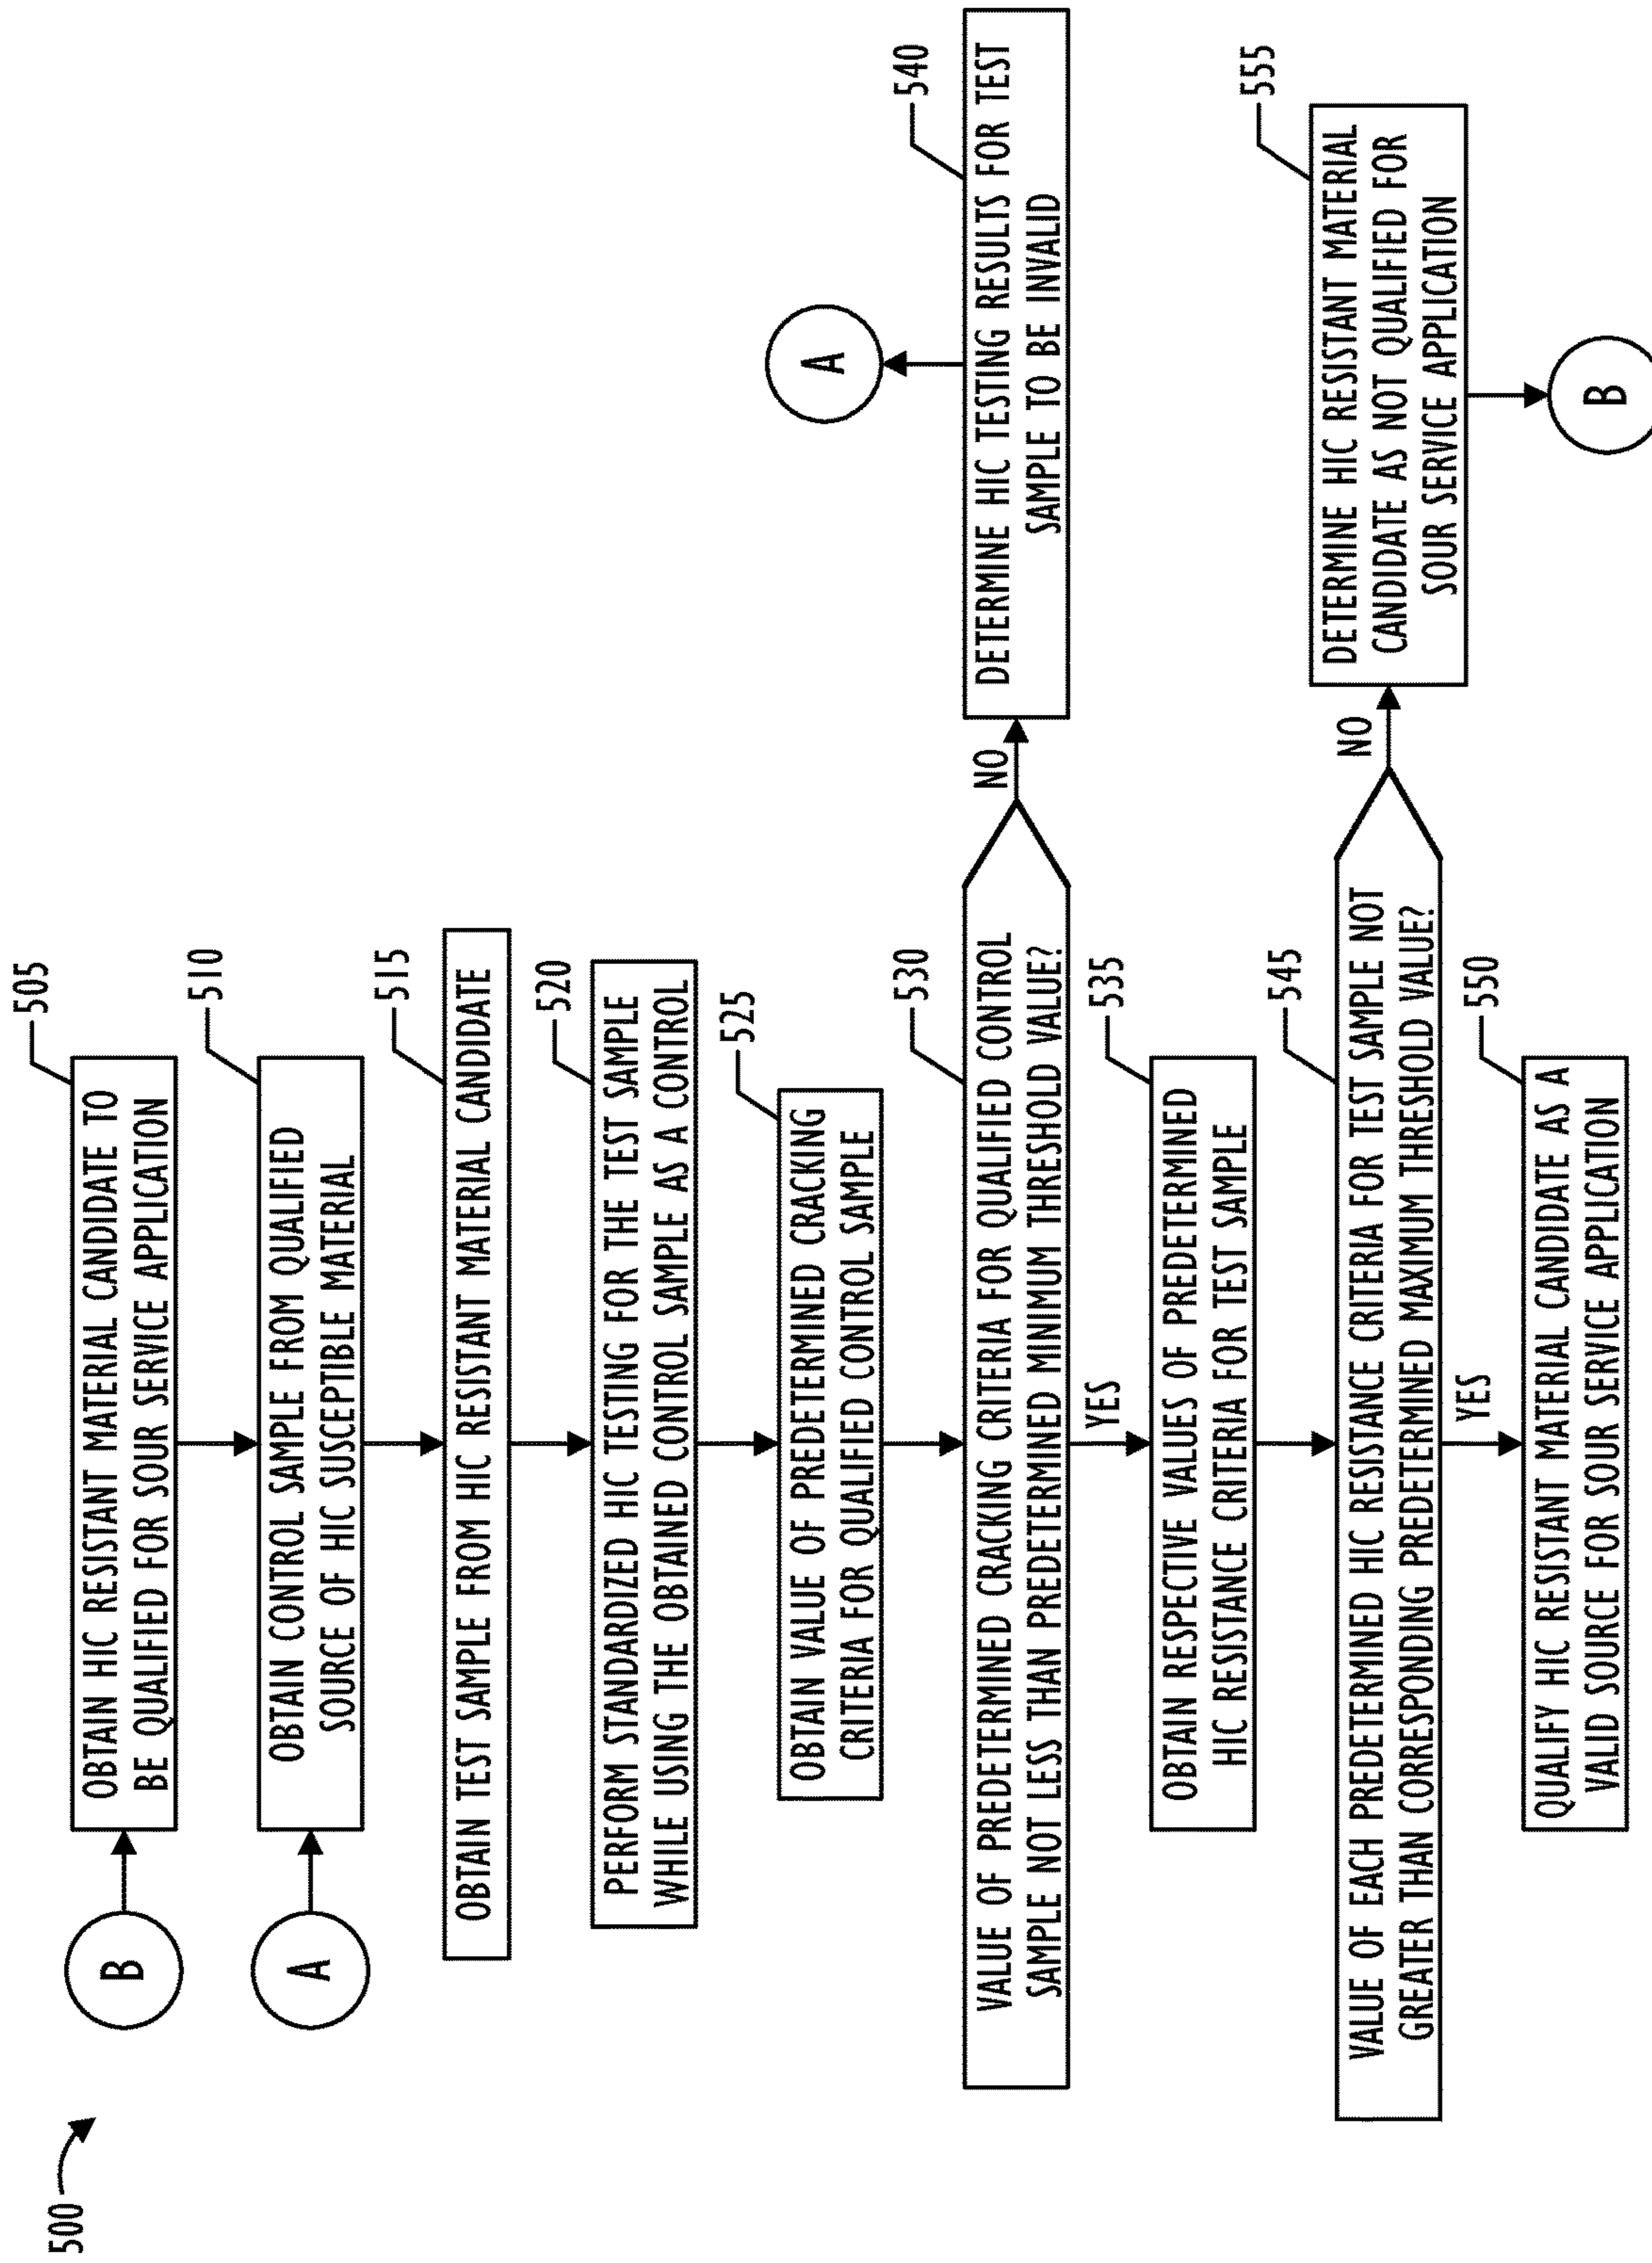 500
505
B
OBTAIN HIC RESISTANT MATERIAL CANDIDATE TO
BE QUALIFIED FOR SOUR SERVICE APPLICATION
510
A
OBTAIN CONTROL SAMPLE FROM QUALIFIED
SOURCE OF HIC SUSCEPTIBLE MATERIAL
515
OBTAIN TEST SAMPLE FROM HIC RESISTANT MATERIAL CANDIDATE
520
PERFORM STANDARDIZED HIC TESTING FOR THE TEST SAMPLE
WHILE USING THE OBTAINED CONTROL SAMPLE AS A CONTROL
525
OBTAIN VALUE OF PREDETERMINED CRACKING
CRITERIA FOR QUALIFIED CONTROL SAMPLE
A
530
VALUE OF PREDETERMINED CRACKING CRITERIA FOR QUALIFIED CONTROL
SAMPLE NOT LESS THAN PREDETERMINED MINIMUM THRESHOLD VALUE?
NO
540
DETERMINE HIC TESTING RESULTS FOR TEST
SAMPLE TO BE INVALID
YES
535
OBTAIN RESPECTIVE VALUES OF PREDETERMINED
HIC RESISTANCE CRITERIA FOR TEST SAMPLE
545
VALUE OF EACH PREDETERMINED HIC RESISTANCE CRITERIA FOR TEST SAMPLE NOT
GREATER THAN CORRESPONDING PREDETERMINED MAXIMUM THRESHOLD VALUE?
NO
555
DETERMINE HIC RESISTANT MATERIAL
CANDIDATE AS NOT QUALIFIED FOR
SOUR SERVICE APPLICATION
YES
550
QUALIFY HIC RESISTANT MATERIAL CANDIDATE AS A
VALID SOURCE FOR SOUR SERVICE APPLICATION
B